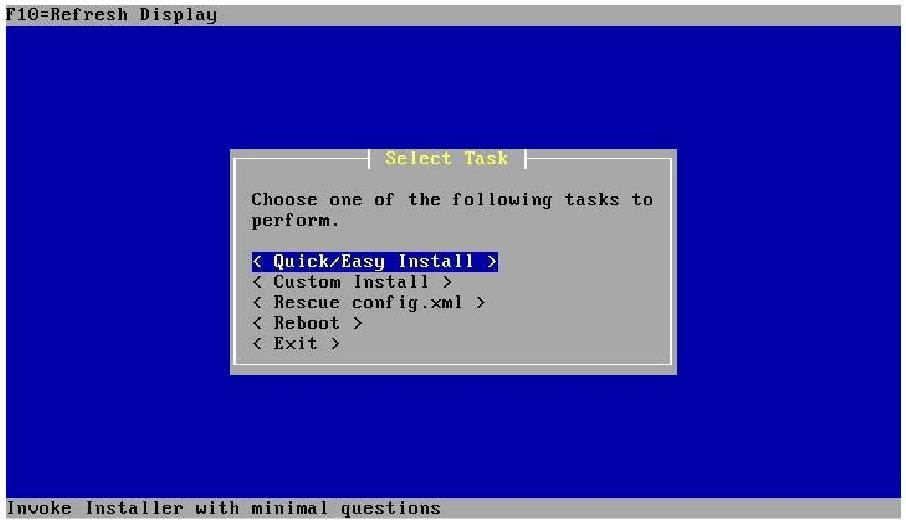 F10=Refresh Display
Select Task
Choose one of the following tasks to
perform.
< Quick/Easy Install >
< Custom Install >
< Rescue config.xml >
< Reboot >
< Exit >
Invoke Installer with minimal questions